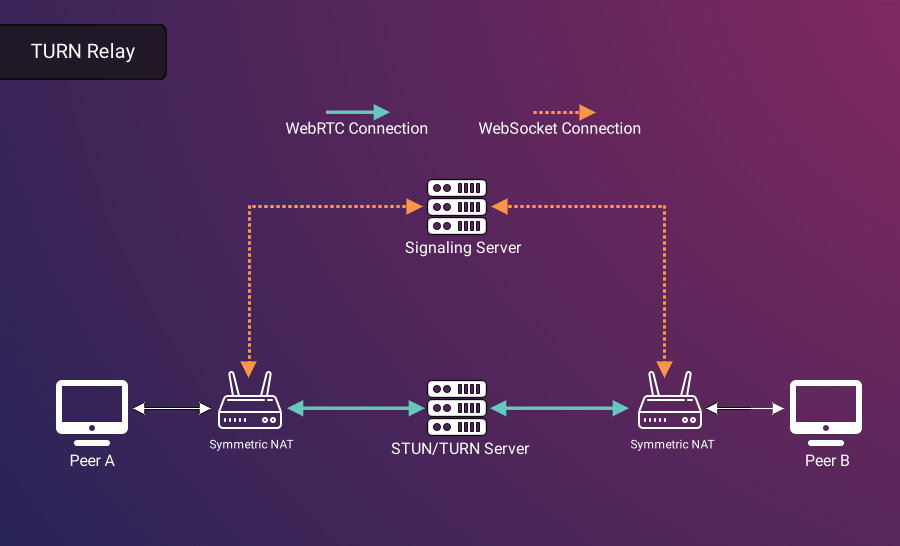 TURN Relay
WebRTC Connection
WebSocket Connection
Signaling Server
Symmetric NAT
STUN/TURN Server
Symmetric NAT
Peer A
Peer B